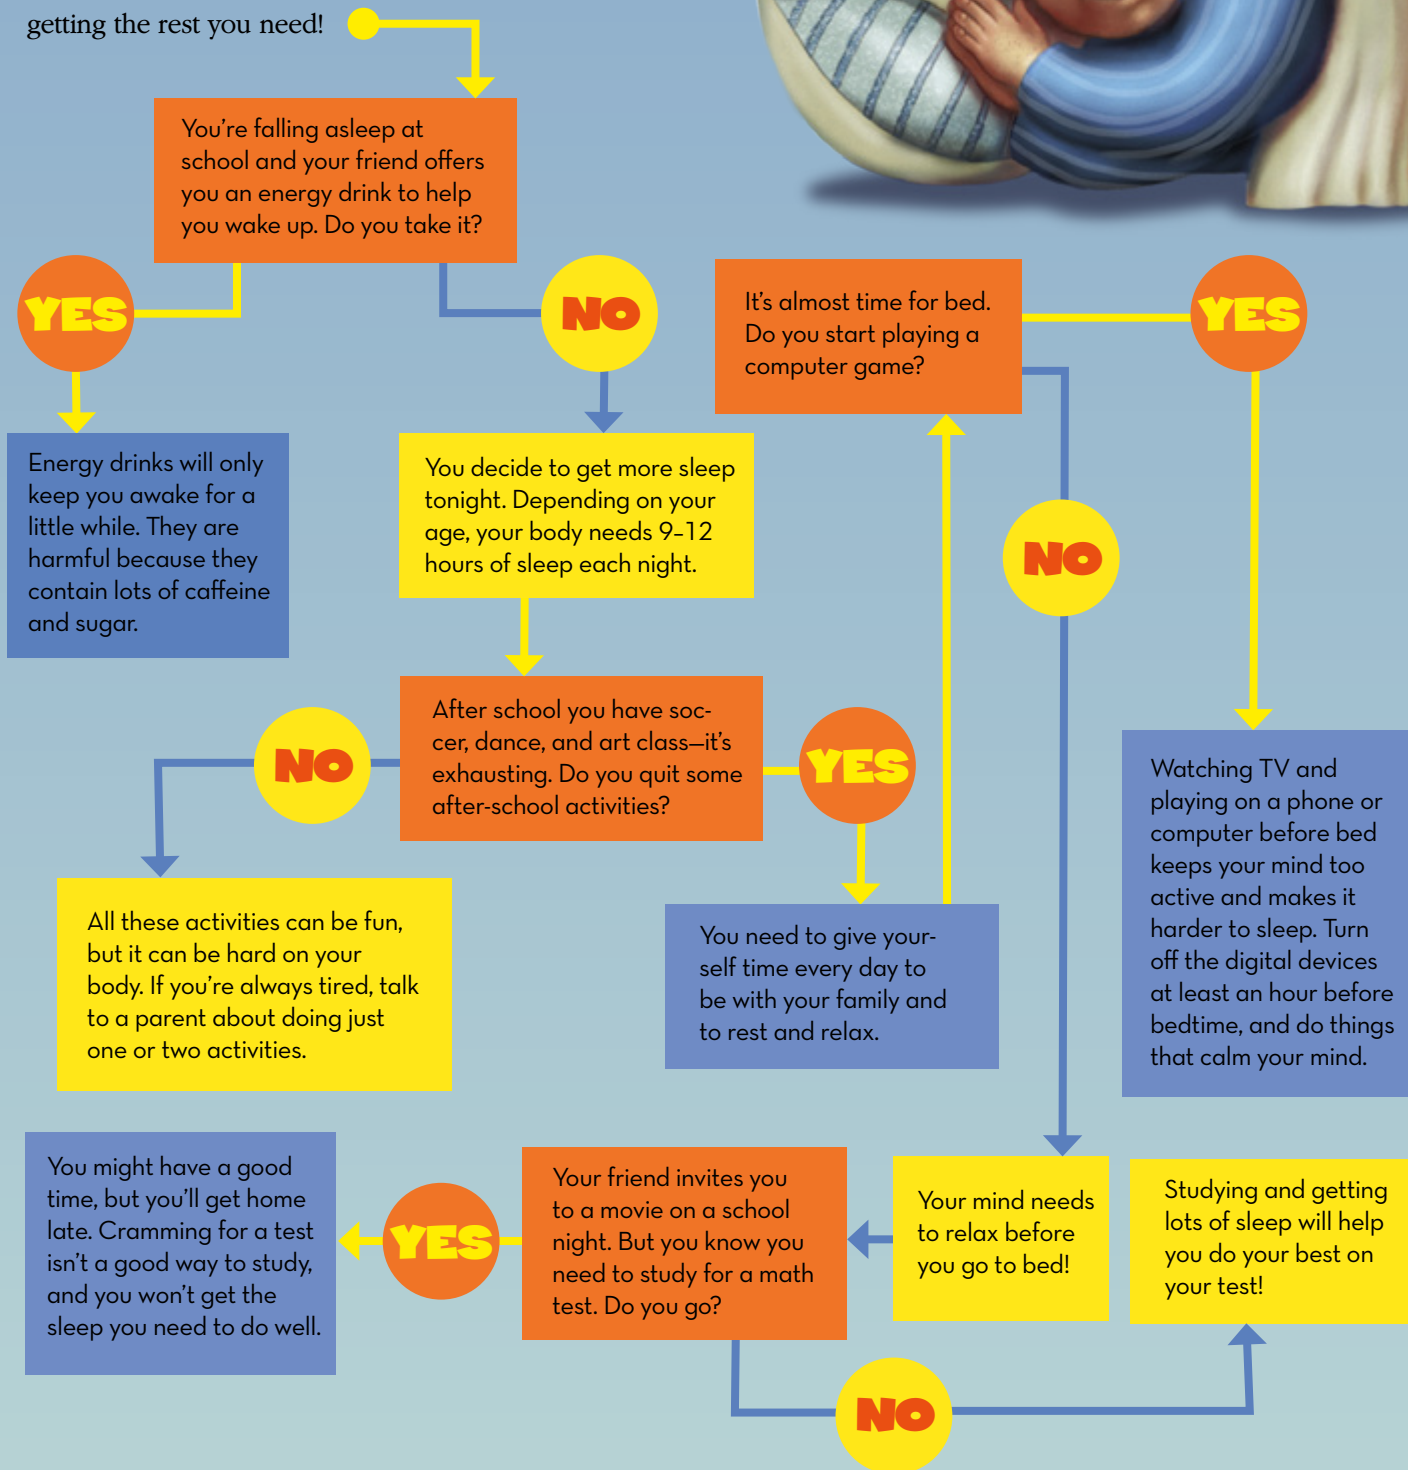 getting the rest you need!
You're falling asleep at
school and your friend offers
you an energy drink to help
you wake up. Do you take it?
YES
NO
Energy drinks will only
keep you awake for a
little while. They are
harmful because they
contain lots of caffeine
and sugar.
You decide to get more sleep
tonight. Depending on your
age, your body needs 9–12
hours of sleep each night.
After school you have soc-
cer, dance, and art class—it's
exhausting. Do you quit some
after-school activities?
NO
YES
All these activities can be fun,
but it can be hard on your
body. If you're always tired, talk
to a parent about doing just
one or two activities.
You need to give your-
self time every day to
be with your family and
to rest and relax.
It's almost time for bed.
Do you start playing a
computer game?
YES
NO
Watching TV and
playing on a phone or
computer before bed
keeps your mind too
active and makes it
harder to sleep. Turn
off the digital devices
at least an hour before
bedtime, and do things
that calm your mind.
Your mind needs
to relax before
you go to bed!
Your friend invites you
to a movie on a school
night. But you know you
need to study for a math
test. Do you go?
YES
NO
You might have a good
time, but you'll get home
late. Cramming for a test
isn't a good way to study,
and you won't get the
sleep you need to do well.
Studying and getting
lots of sleep will help
you do your best on
your test!